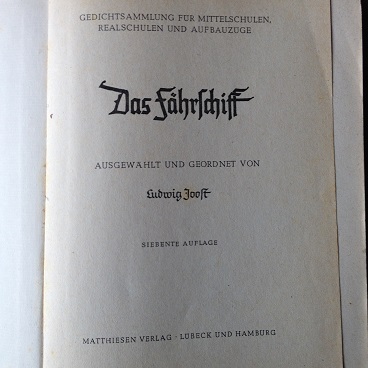 GEDICHTSAMMLUNG FÜR MITTELSCHULEN,
REALSCHULEN UND AUFBAUZÜGE
Das Fährschiff
AUSGEWÄHLT UND GEORDNET VON
Ludwig Joost
SIEBENTE AUFLAGE
MATTHIESEN VERLAG · LÜBECK UND HAMBURG